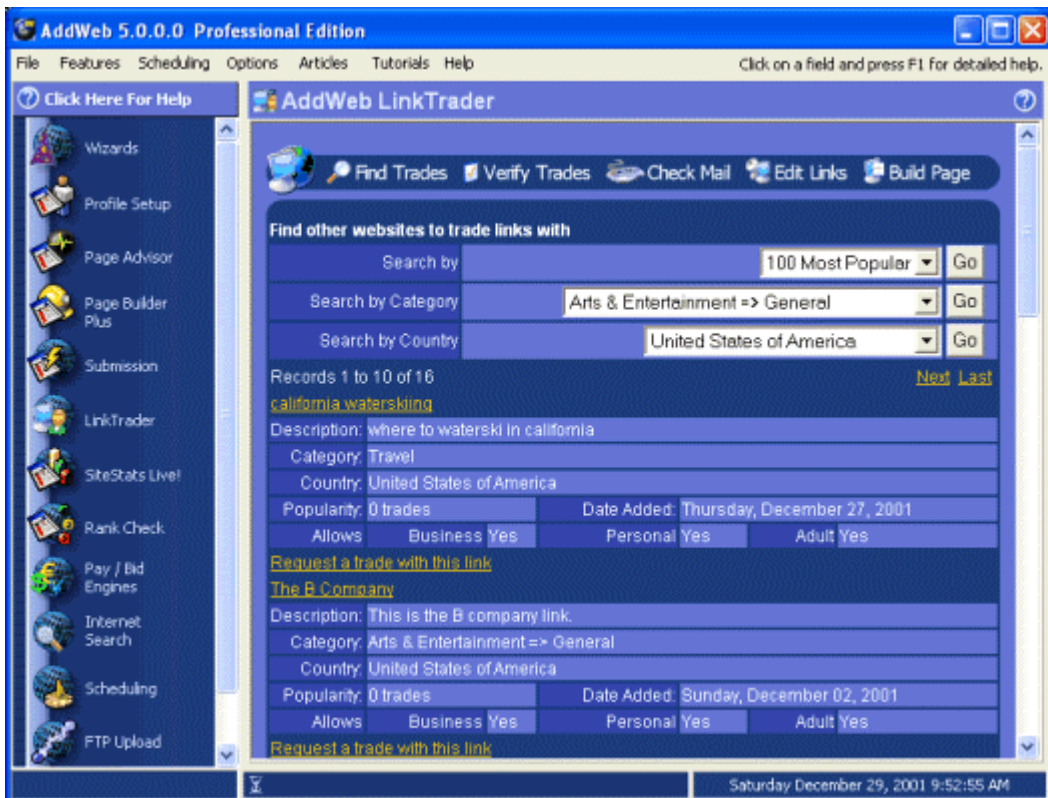 AddWeb 5.0.0.0 Professional Edition
File Features Scheduling Options Articles Tutorials Help Click on a field and press F1 for detailed help.
Click Here For Help
Wizards
Profile Setup
Page Advisor
Page Builder
Plus
Submission
LinkTrader
SiteStats Live!
Rank Check
Pay / Bid
Engines
Internet
Search
Scheduling
FTP Upload
AddWeb LinkTrader
Find Trades Verify Trades Check Mail Edit Links Build Page
Find other websites to trade links with
Search by 100 Most Popular Go
Search by Category Arts & Entertainment => General Go
Search by Country United States of America Go
Records 1 to 10 of 16 Next Last
california waterskiing
Description: where to waterski in california
Category: Travel
Country: United States of America
Popularity: 0 trades Date Added: Thursday, December 27, 2001
Allows Business Yes Personal Yes Adult Yes
Request a trade with this link
The B Company
Description: This is the B company link.
Category: Arts & Entertainment => General
Country: United States of America
Popularity: 0 trades Date Added: Sunday, December 02, 2001
Allows Business Yes Personal Yes Adult Yes
Request a trade with this link
Saturday December 29, 2001 9:52:55 AM